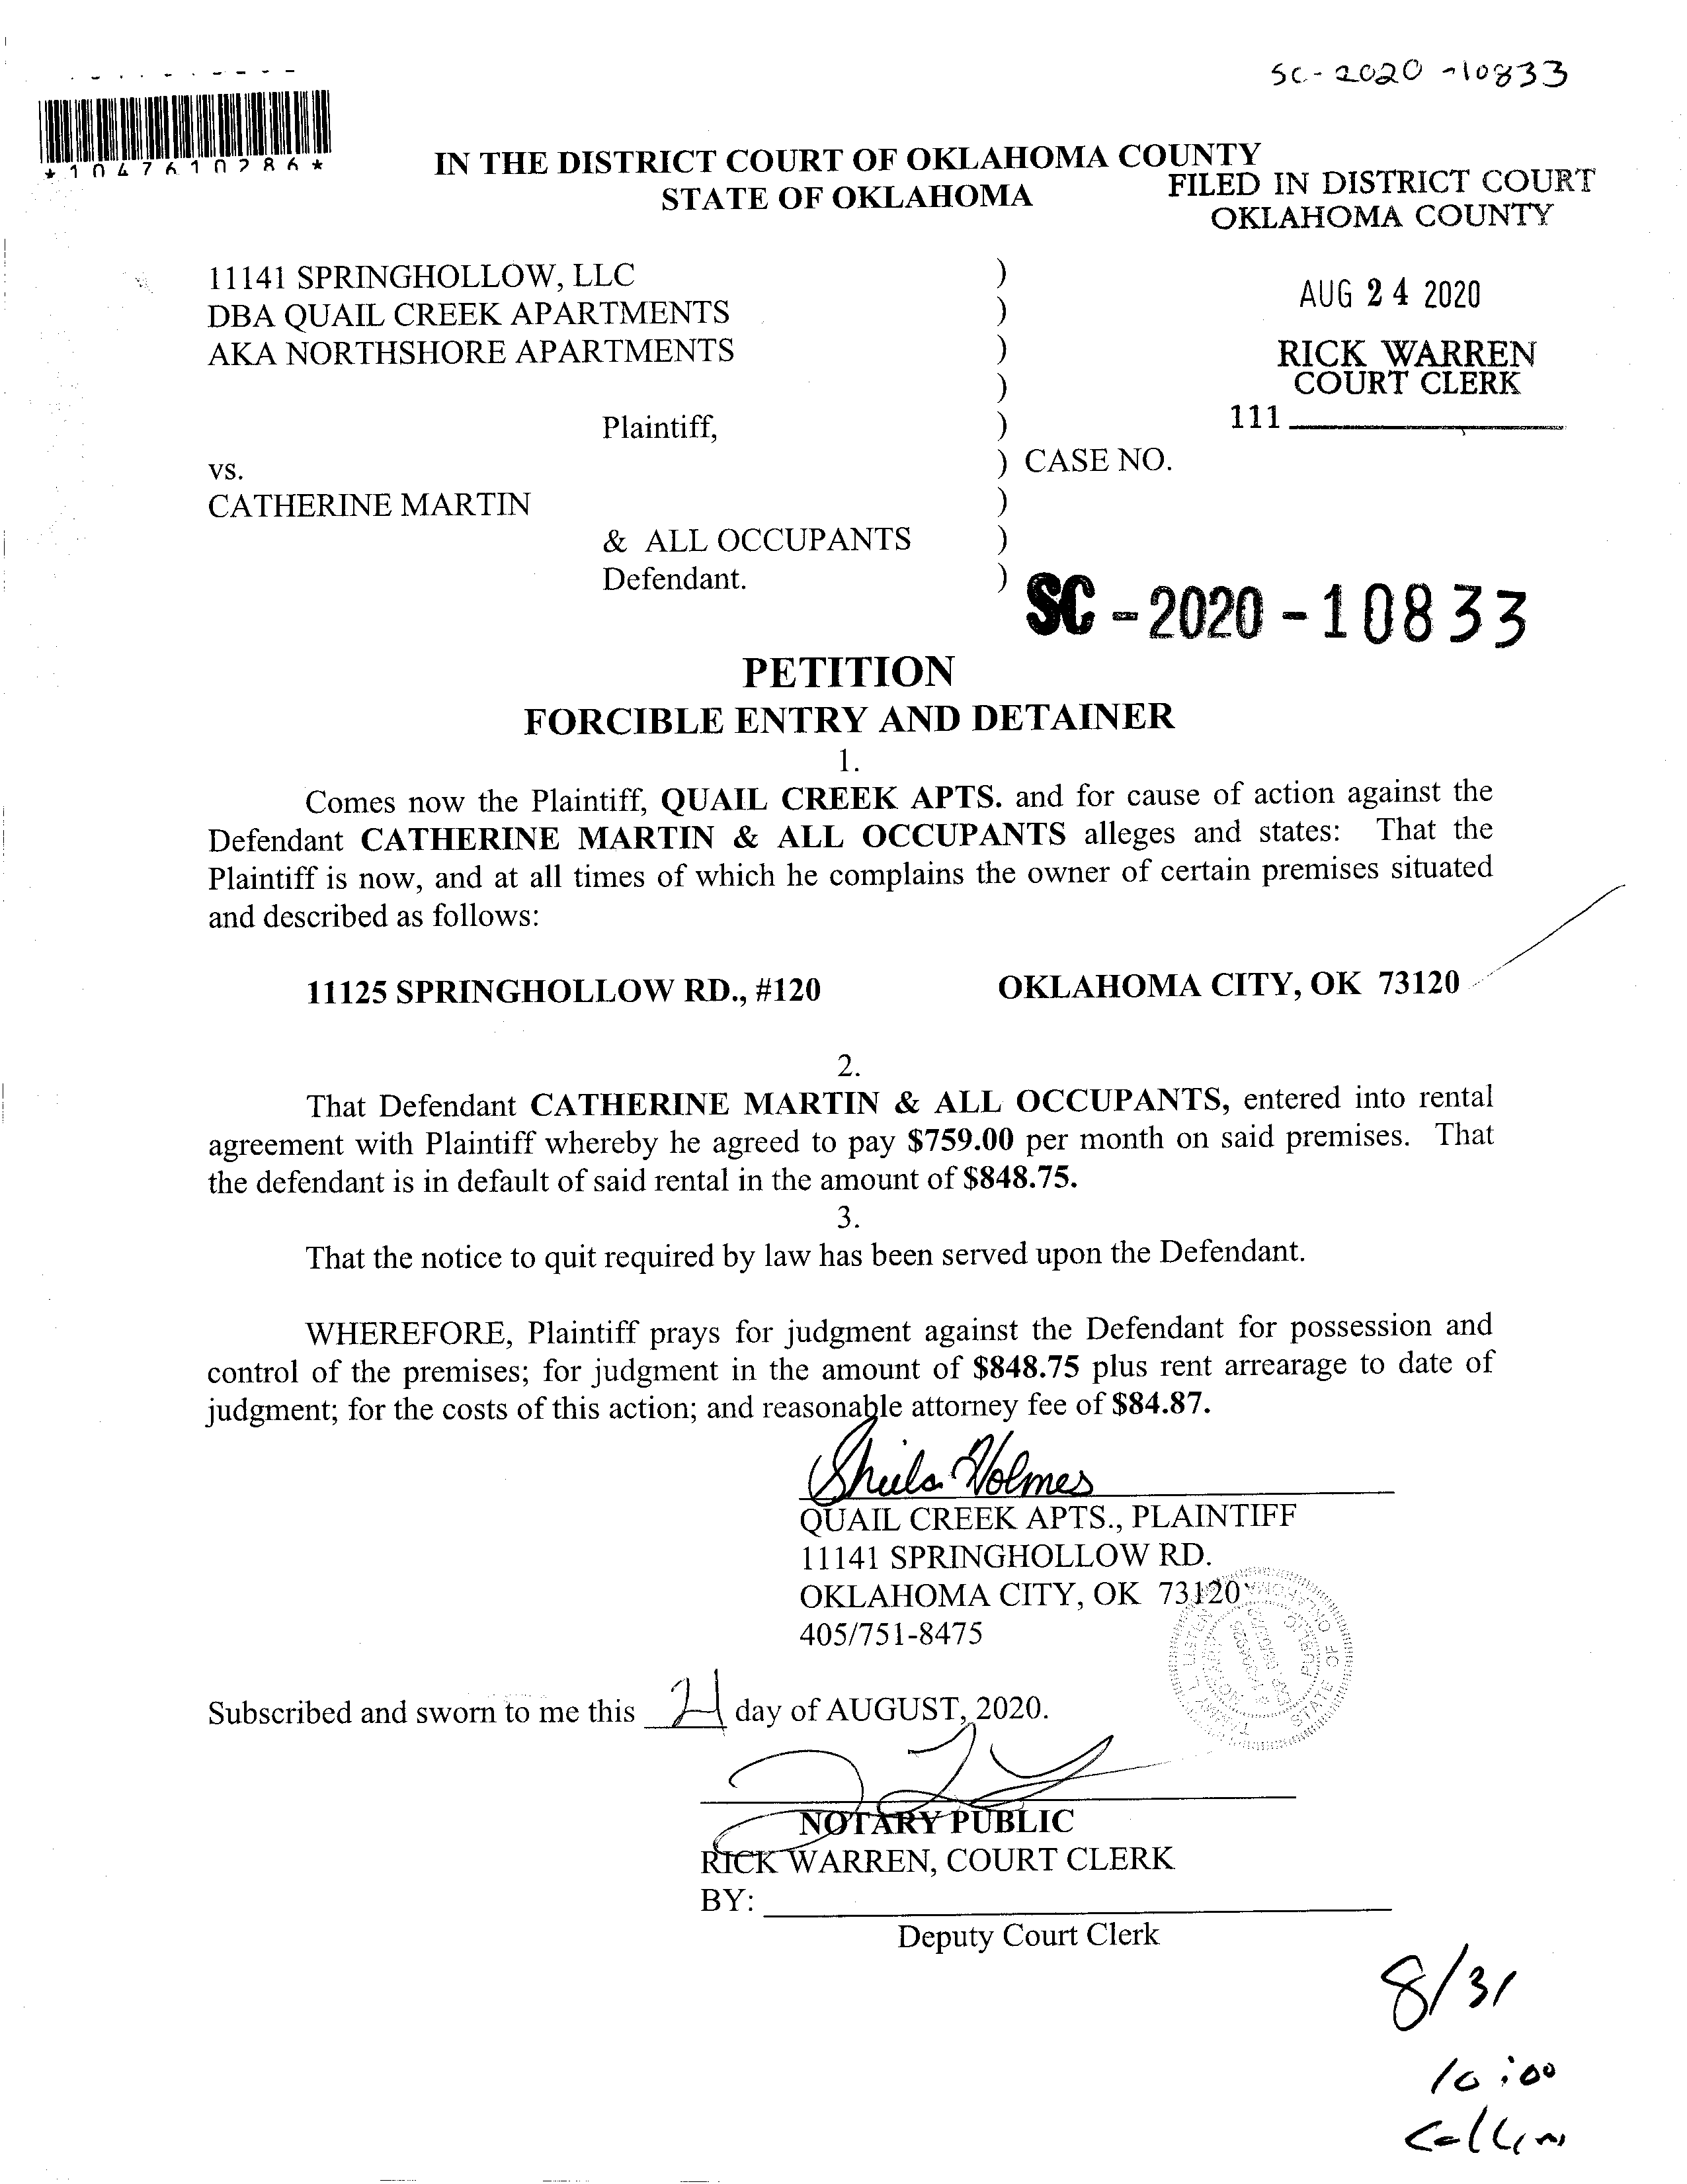 SC-2020-10833
*1047610286*
IN THE DISTRICT COURT OF OKLAHOMA COUNTY
STATE OF OKLAHOMA
FILED IN DISTRICT COURT
OKLAHOMA COUNTY
11141 SPRINGHOLLOW, LLC )
DBA QUAIL CREEK APARTMENTS )
AUG 24 2020
AKA NORTHSHORE APARTMENTS )
RICK WARREN
COURT CLERK
)
111
Plaintiff, )
vs. ) CASE NO.
CATHERINE MARTIN )
& ALL OCCUPANTS )
Defendant. )
SC-2020-10833
PETITION
FORCIBLE ENTRY AND DETAINER
1.
Comes now the Plaintiff, QUAIL CREEK APTS. and for cause of action against the
Defendant CATHERINE MARTIN & ALL OCCUPANTS alleges and states: That the
Plaintiff is now, and at all times of which he complains the owner of certain premises situated
and described as follows:
11125 SPRINGHOLLOW RD., #120 OKLAHOMA CITY, OK 73120
2.
That Defendant CATHERINE MARTIN & ALL OCCUPANTS, entered into rental
agreement with Plaintiff whereby he agreed to pay $759.00 per month on said premises. That
the defendant is in default of said rental in the amount of $848.75.
3.
That the notice to quit required by law has been served upon the Defendant.
WHEREFORE, Plaintiff prays for judgment against the Defendant for possession and
control of the premises; for judgment in the amount of $848.75 plus rent arrearage to date of
judgment; for the costs of this action; and reasonable attorney fee of $84.87.
Sheila Holmes
QUAIL CREEK APTS., PLAINTIFF
11141 SPRINGHOLLOW RD.
OKLAHOMA CITY, OK 73120
405/751-8475
STATE OF OKLAHOMA
PUBLIC
Subscribed and sworn to me this 21 day of AUGUST, 2020.
NOTARY PUBLIC
RICK WARREN, COURT CLERK
BY:
Deputy Court Clerk
8/31
10:00
Collins